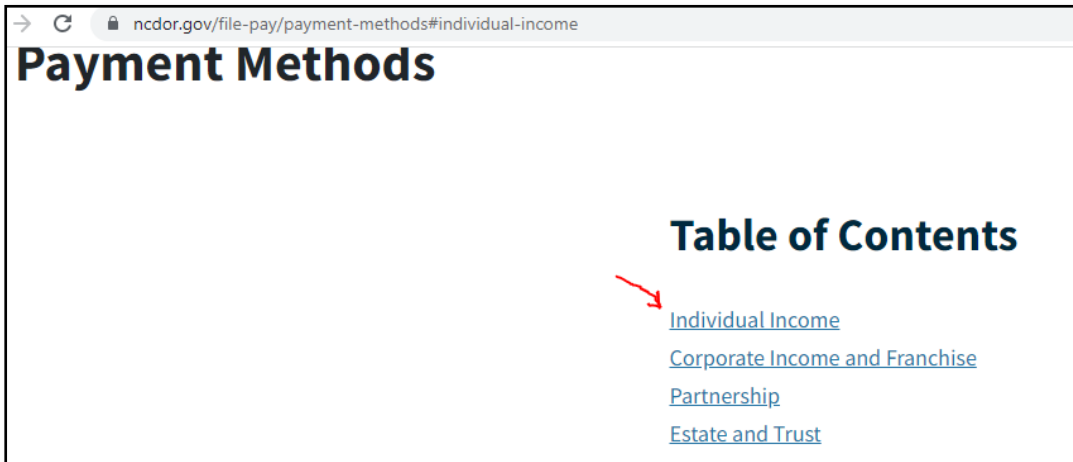 ncdor.gov/file-pay/payment-methods#individual-income
Payment Methods
Table of Contents
Individual Income
Corporate Income and Franchise
Partnership
Estate and Trust